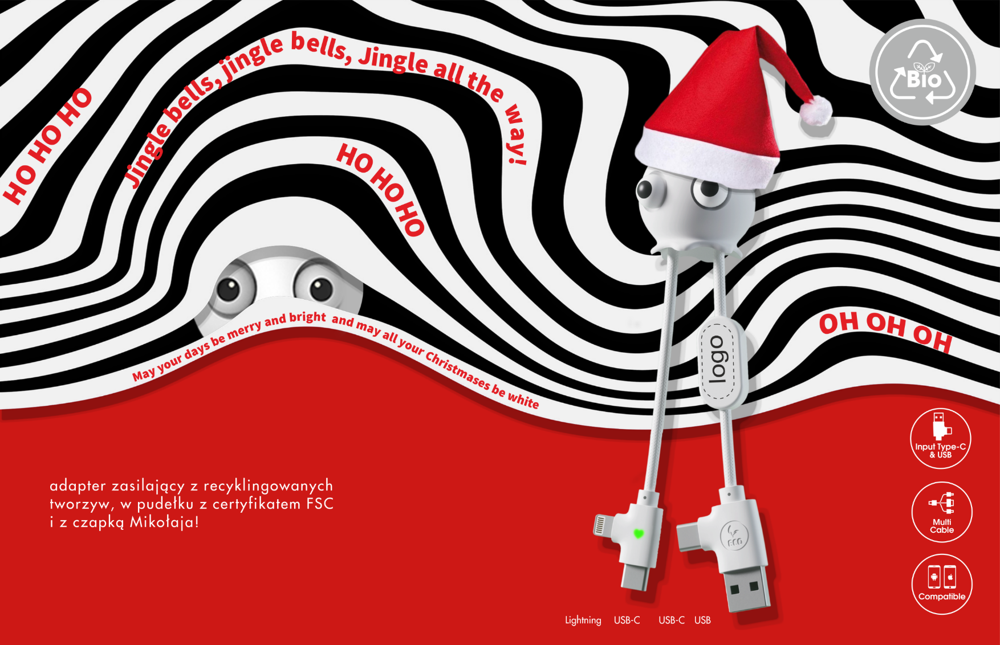 HO HO HO
Jingle bells, jingle bells, Jingle all the way!
HO HO HO
Bio
May your days be merry and bright and may all your Christmases be white
OH OH OH
logo
Input Type-C
& USB
Multi
Cable
Compatible
adapter zasilający z recyklingowanych
tworzyw, w pudełku z certyfikatem FSC
i z czapką Mikołaja!
ECO
Lightning USB-C USB-C USB